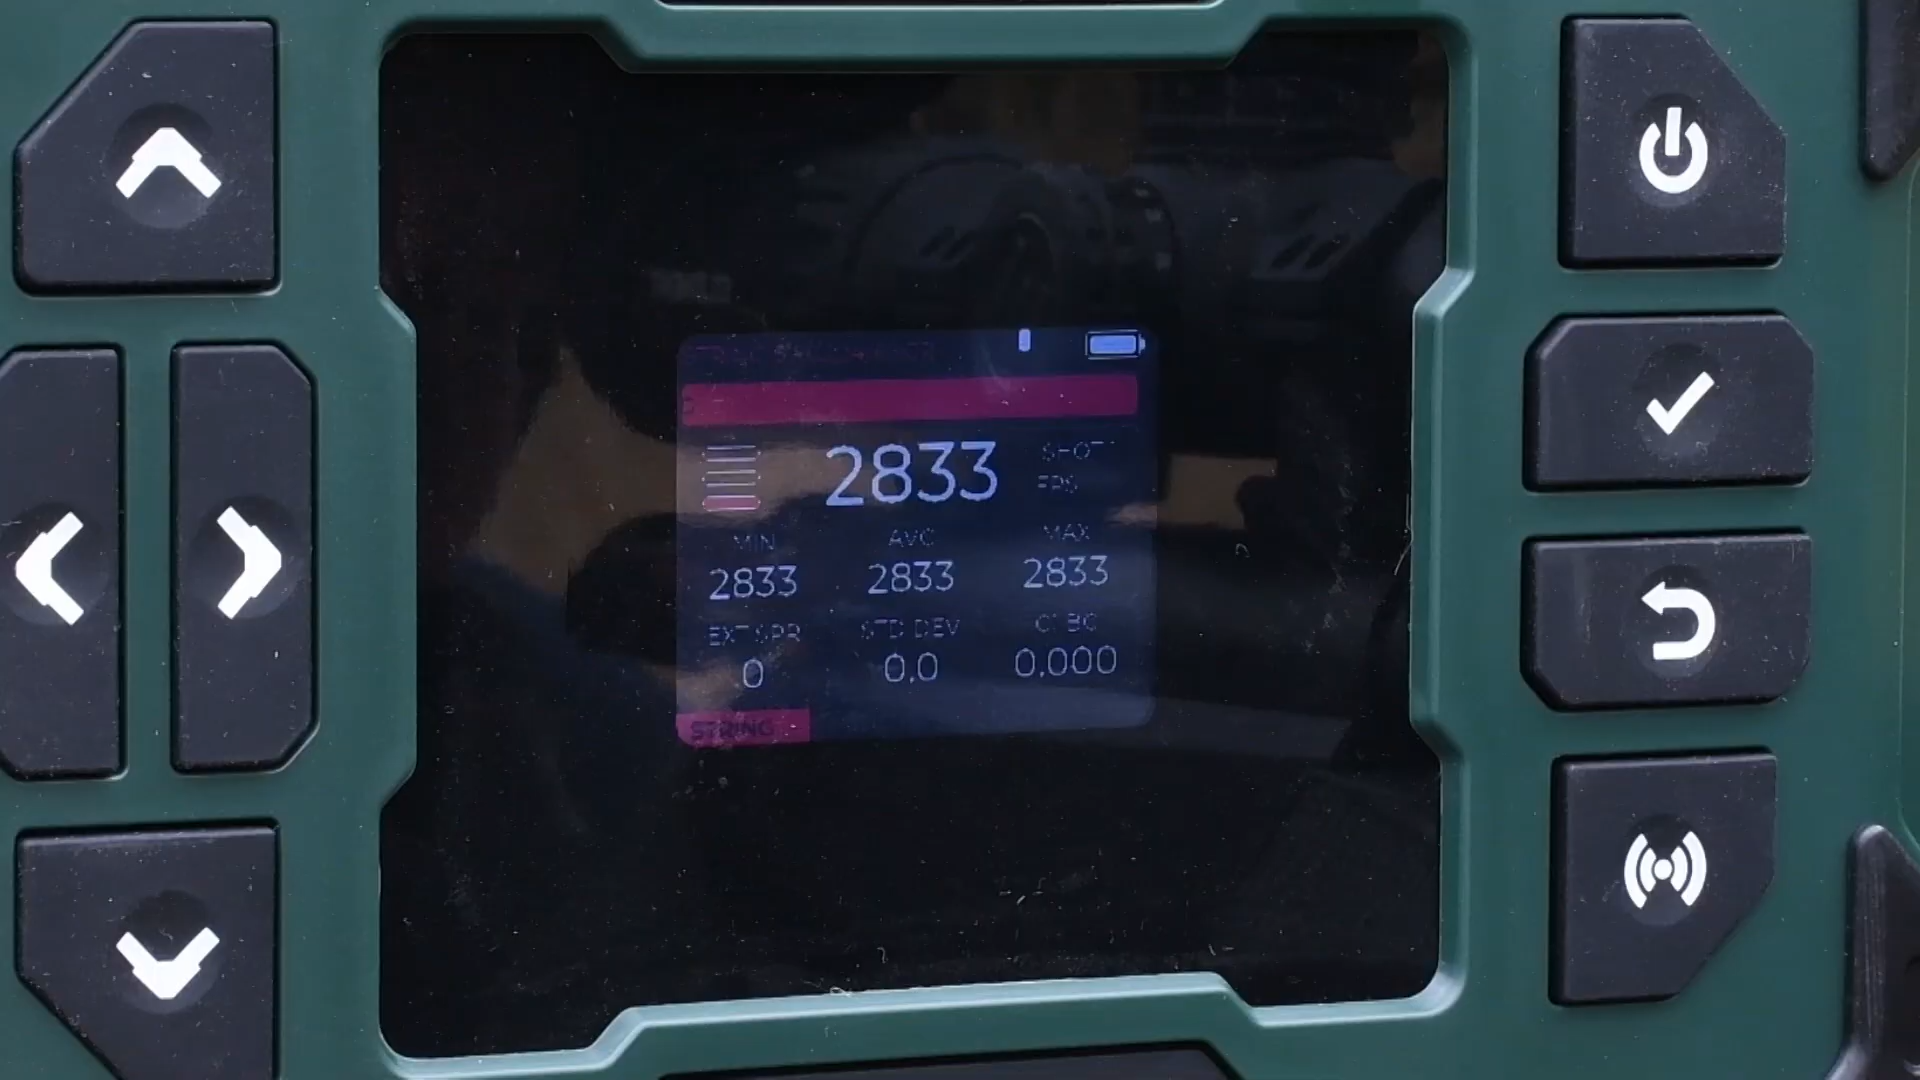 2833
SHOT
FPS
MIN AVG MAX
2833 2833 2833
EXT SPR STD DEV
0 0.0 0.000
STRING